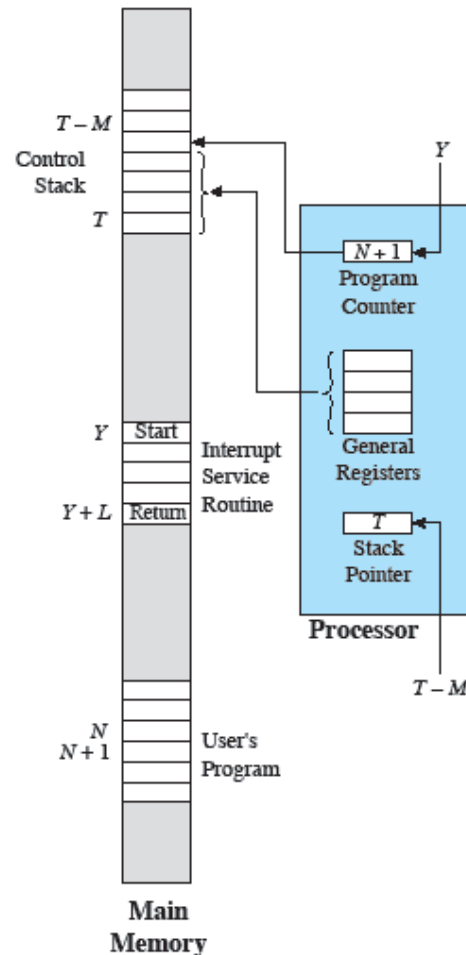 T – M
Control
Stack
T
Y
Start
Interrupt
Service
Routine
Y + L
Return
N
N + 1
User's
Program
Main
Memory
Y
N + 1
Program
Counter
General
Registers
T
Stack
Pointer
Processor
T – M